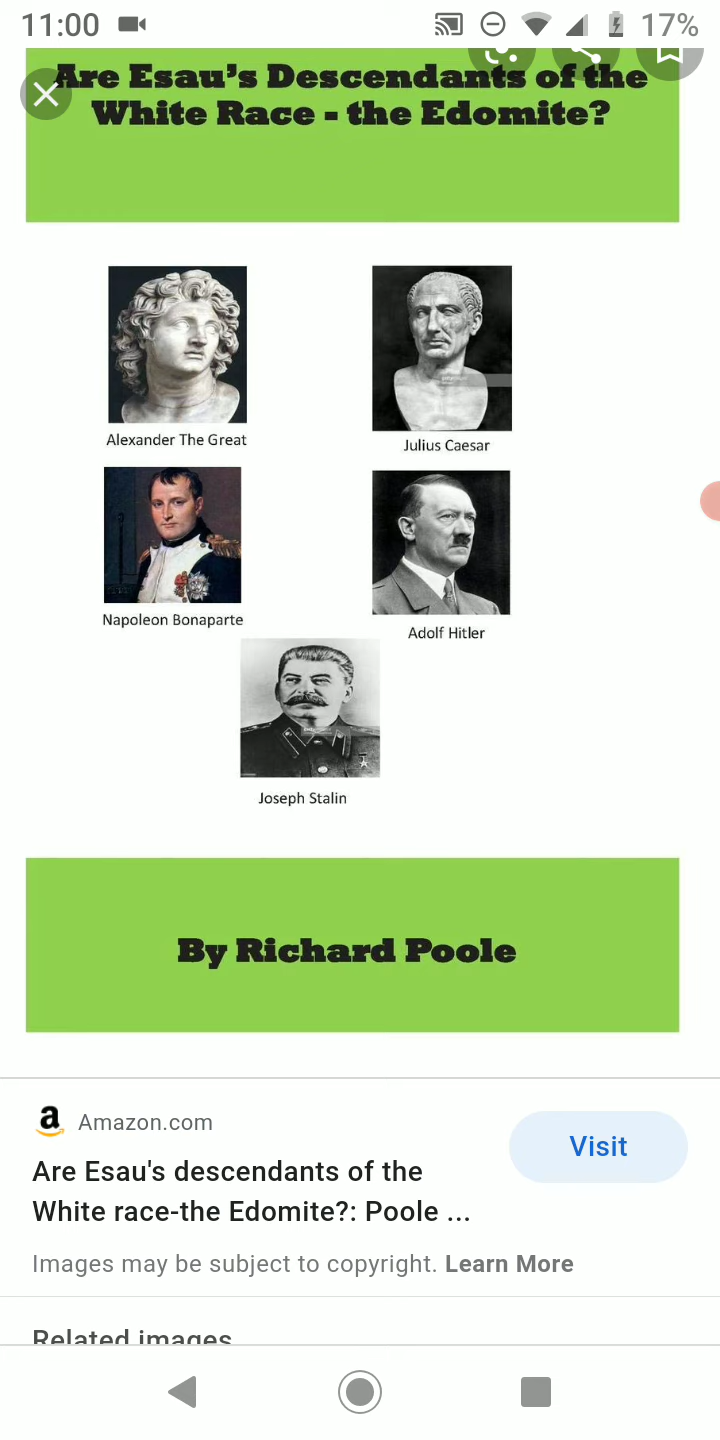 11:00
17%
Are Esau's Descendants of the
White Race - the Edomite?
Alexander The Great
Julius Caesar
Napoleon Bonaparte
Adolf Hitler
Joseph Stalin
By Richard Poole
a
Amazon.com
Visit
Are Esau's descendants of the
White race-the Edomite?: Poole ...
Images may be subject to copyright. Learn More
Related images